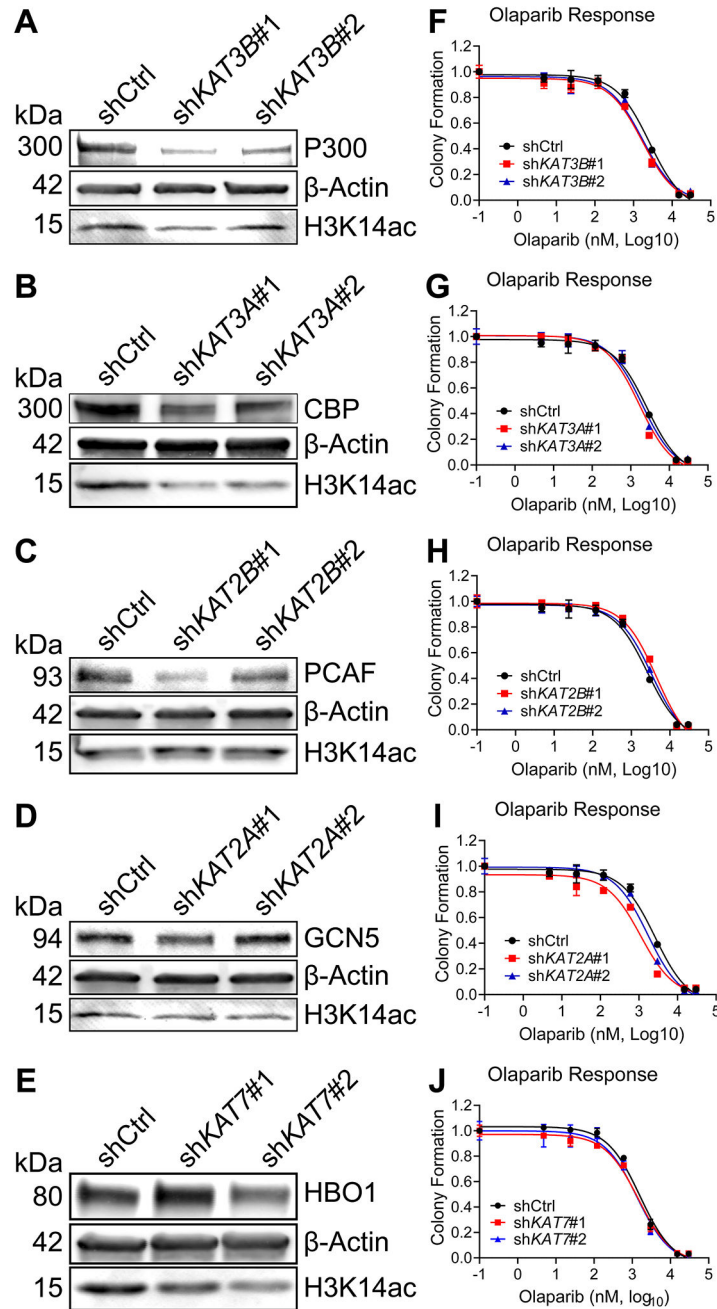 A
shCtrl
shKAT3B#1
shKAT3B#2
kDa
300
P300
42
β-Actin
15
H3K14ac
F
Olaparib Response
Colony Formation
1.2
1.0
0.8
0.6
0.4
0.2
0.0
shCtrl
shKAT3B#1
shKAT3B#2
-1 0 1 2 3 4 5
Olaparib (nM, Log10)
B
shCtrl
shKAT3A#1
shKAT3A#2
kDa
300
CBP
42
β-Actin
15
H3K14ac
G
Olaparib Response
Colony Formation
1.2
1.0
0.8
0.6
0.4
0.2
0.0
shCtrl
shKAT3A#1
shKAT3A#2
-1 0 1 2 3 4 5
Olaparib (nM, Log10)
C
shCtrl
shKAT2B#1
shKAT2B#2
kDa
93
PCAF
42
β-Actin
15
H3K14ac
H
Olaparib Response
Colony Formation
1.2
1.0
0.8
0.6
0.4
0.2
0.0
shCtrl
shKAT2B#1
shKAT2B#2
-1 0 1 2 3 4 5
Olaparib (nM, Log10)
D
shCtrl
shKAT2A#1
shKAT2A#2
kDa
94
GCN5
42
β-Actin
15
H3K14ac
I
Olaparib Response
Colony Formation
1.2
1.0
0.8
0.6
0.4
0.2
0.0
shCtrl
shKAT2A#1
shKAT2A#2
-1 0 1 2 3 4 5
Olaparib (nM, Log10)
E
shCtrl
shKAT7#1
shKAT7#2
kDa
80
HBO1
42
β-Actin
15
H3K14ac
J
Olaparib Response
Colony Formation
1.2
1.0
0.8
0.6
0.4
0.2
0.0
shCtrl
shKAT7#1
shKAT7#2
-1 0 1 2 3 4 5
Olaparib (nM, log₁₀)